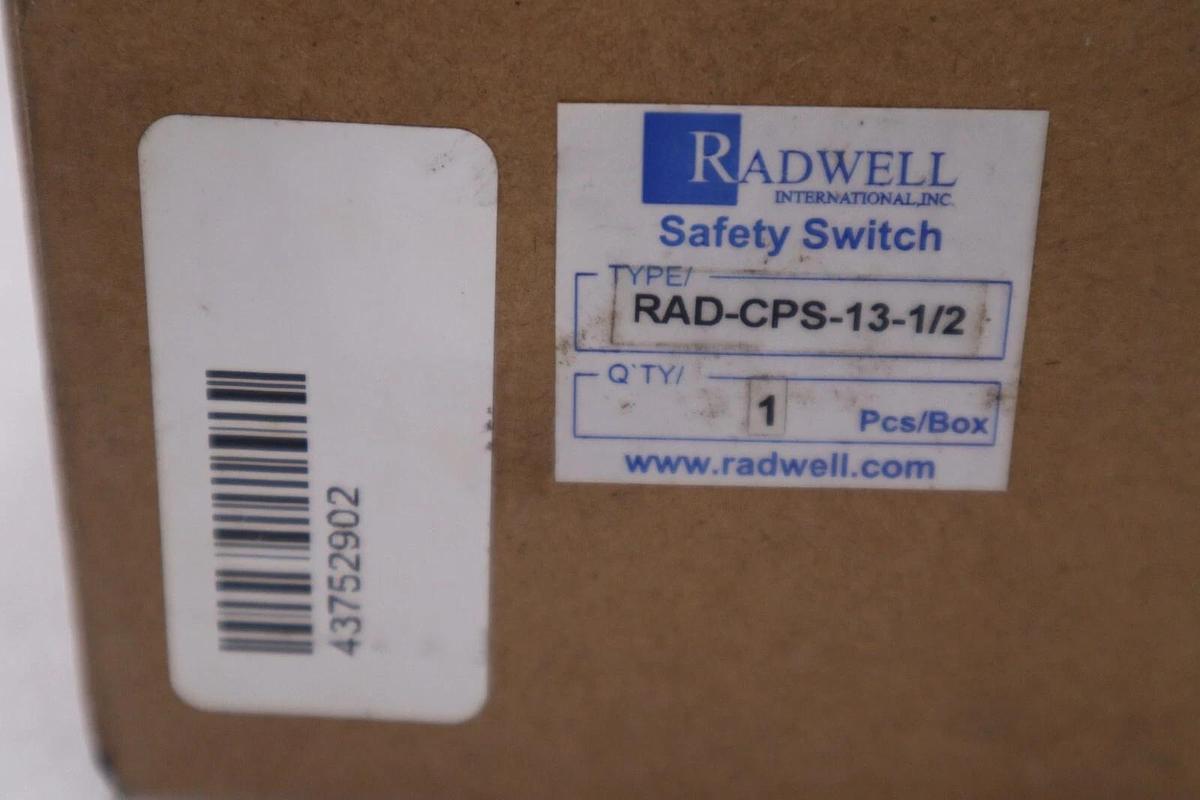 43752902
RADWELL
INTERNATIONAL,INC.
Safety Switch
TYPE/
RAD-CPS-13-1/2
Q`TY/
1 Pcs/Box
www.radwell.com